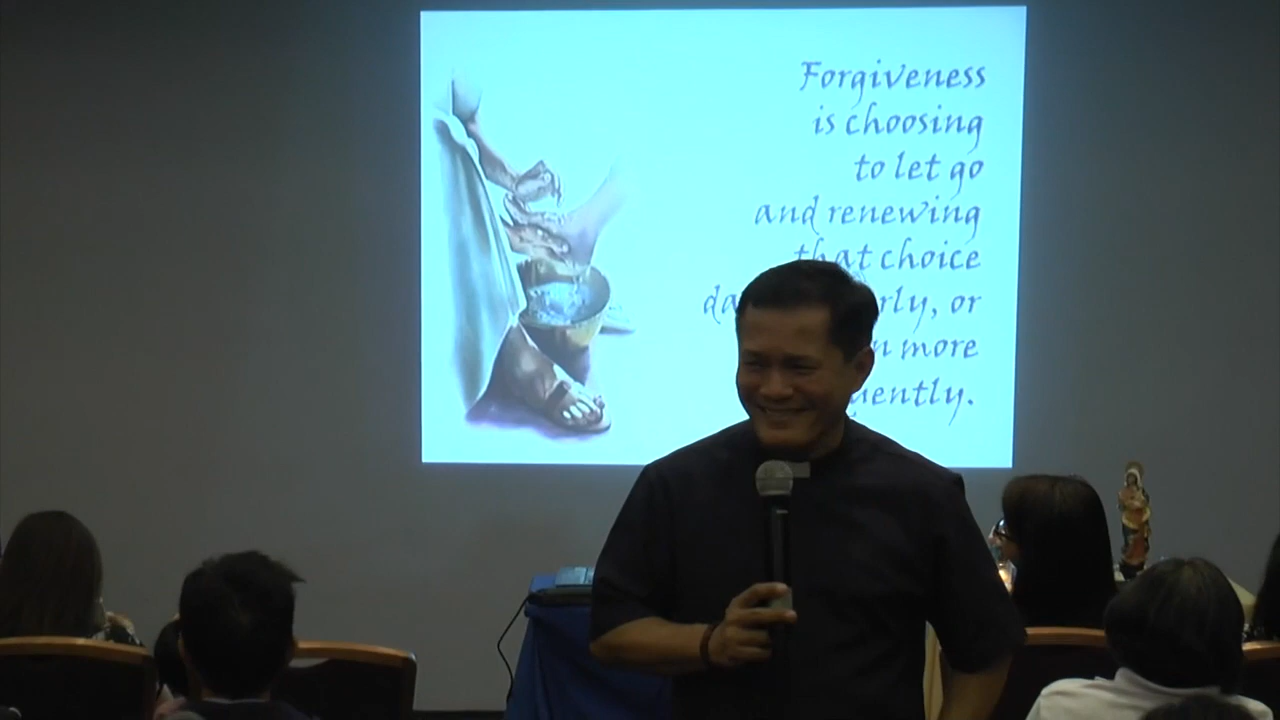 Forgiveness
is choosing
to let go
and renewing
that choice
or
more